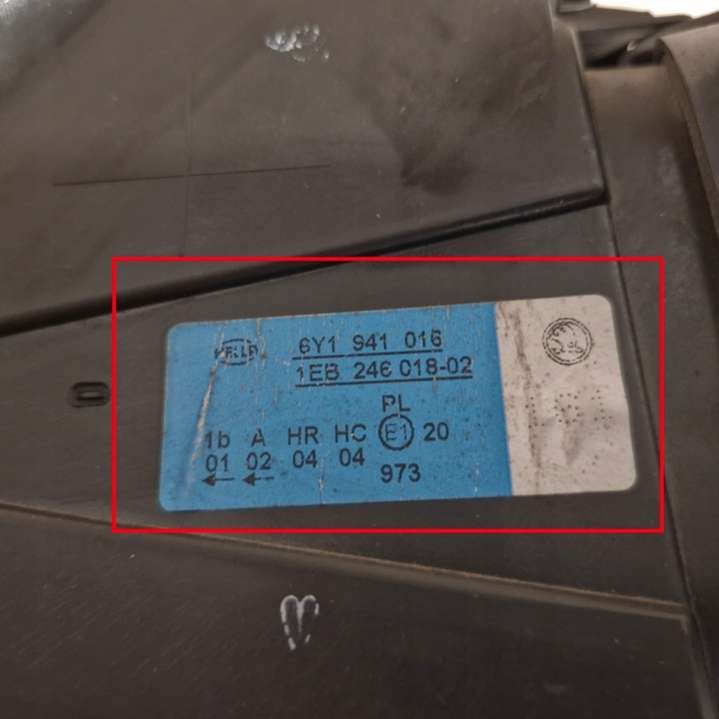 HELLA
6Y1 941 016
1EB 246 018-02
PL
1b A HR HC E1 20
01 02 04 04
973